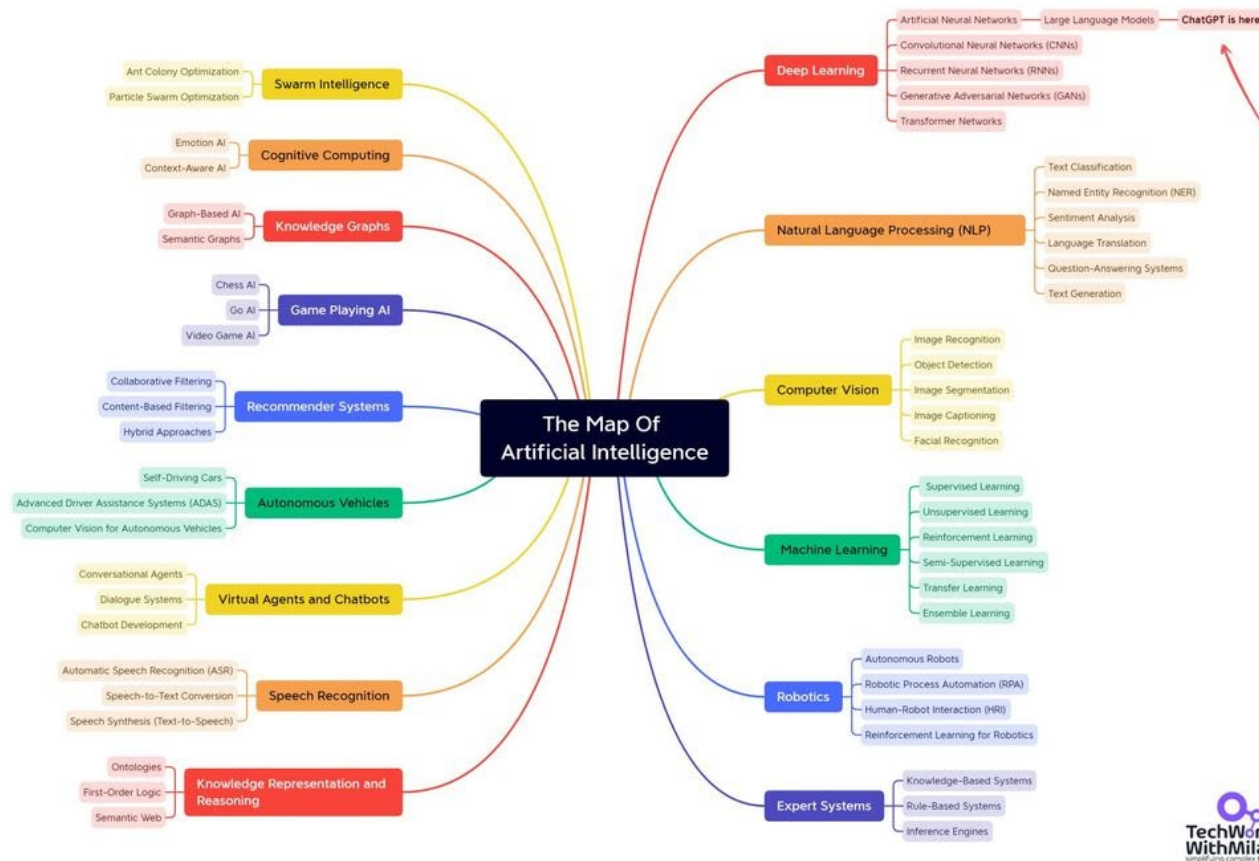 The Map Of
Artificial Intelligence
Deep Learning
Artificial Neural Networks
Large Language Models
ChatGPT is here
Convolutional Neural Networks (CNNs)
Recurrent Neural Networks (RNNs)
Generative Adversarial Networks (GANs)
Transformer Networks
Natural Language Processing (NLP)
Text Classification
Named Entity Recognition (NER)
Sentiment Analysis
Language Translation
Question-Answering Systems
Text Generation
Computer Vision
Image Recognition
Object Detection
Image Segmentation
Image Captioning
Facial Recognition
Machine Learning
Supervised Learning
Unsupervised Learning
Reinforcement Learning
Semi-Supervised Learning
Transfer Learning
Ensemble Learning
Robotics
Autonomous Robots
Robotic Process Automation (RPA)
Human-Robot Interaction (HRI)
Reinforcement Learning for Robotics
Expert Systems
Knowledge-Based Systems
Rule-Based Systems
Inference Engines
Swarm Intelligence
Ant Colony Optimization
Particle Swarm Optimization
Cognitive Computing
Emotion AI
Context-Aware AI
Knowledge Graphs
Graph-Based AI
Semantic Graphs
Game Playing AI
Chess AI
Go AI
Video Game AI
Recommender Systems
Collaborative Filtering
Content-Based Filtering
Hybrid Approaches
Autonomous Vehicles
Self-Driving Cars
Advanced Driver Assistance Systems (ADAS)
Computer Vision for Autonomous Vehicles
Virtual Agents and Chatbots
Conversational Agents
Dialogue Systems
Chatbot Development
Speech Recognition
Automatic Speech Recognition (ASR)
Speech-to-Text Conversion
Speech Synthesis (Text-to-Speech)
Knowledge Representation and
Reasoning
Ontologies
First-Order Logic
Semantic Web
TechWor
WithMila
simplifying complex